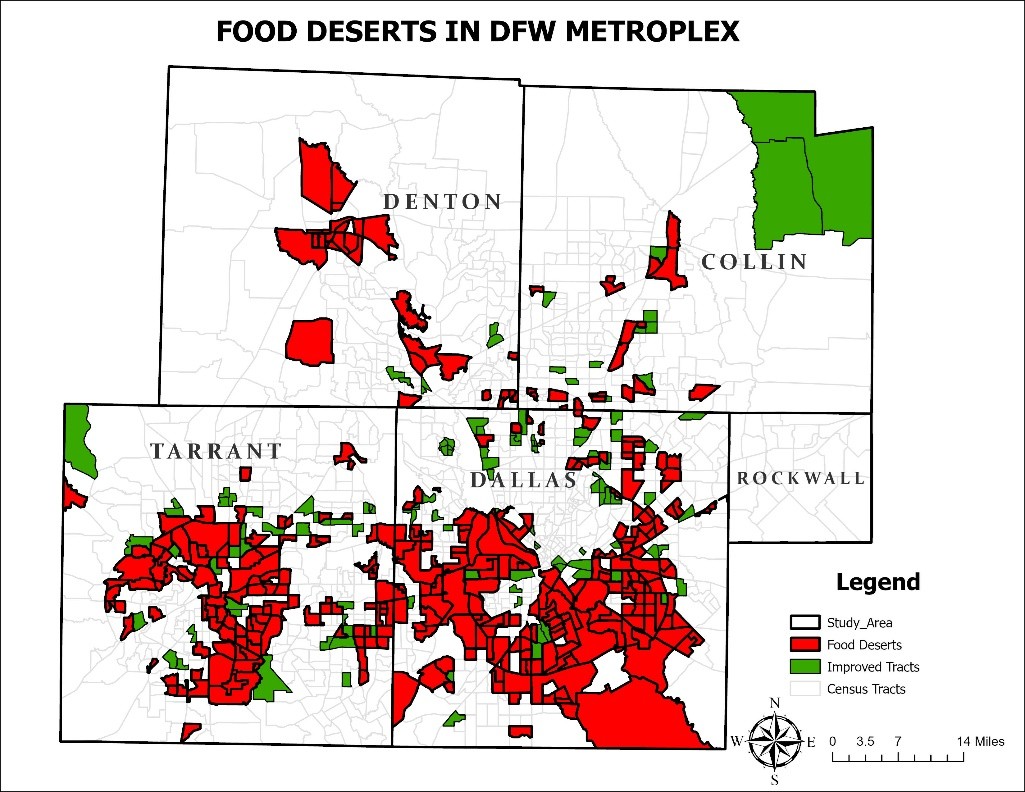 FOOD DESERTS IN DFW METROPLEX
DENTON
COLLIN
TARRANT
DALLAS
ROCKWALL
Legend
Study_Area
Food Deserts
Improved Tracts
Census Tracts
N
W E
S
0 3.5 7 14 Miles